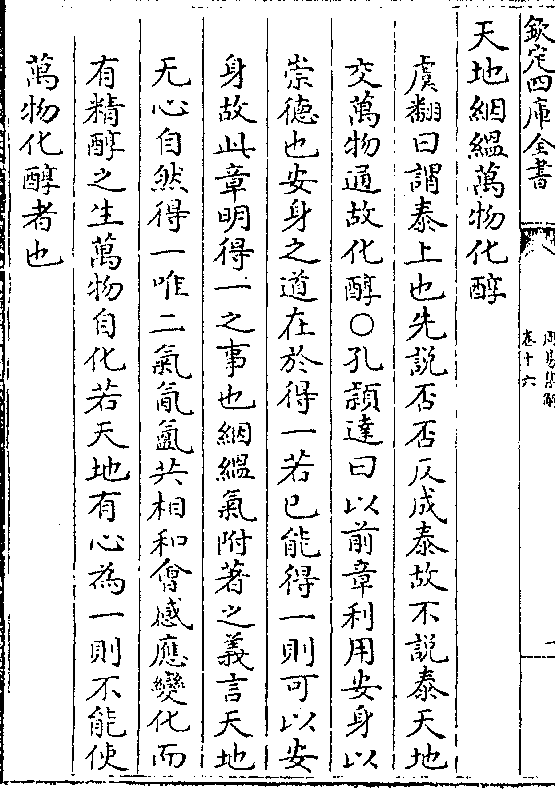 欽定四庫全書
周易集解
卷十六
天地絪縕萬物化醇
虞翻曰謂泰上也先説否否反成泰故不説泰天地
交萬物通故化醇〇孔頴達曰以前章利用安身以
崇德也安身之道在於得一若已能得一則可以安
身故此章明得一之事也絪縕氣附著之義言天地
无心自然得一唯二氣氤氳共相和㑹感應變化而
有精醇之生萬物自化若天地有心為一則不能使
萬物化醇者也